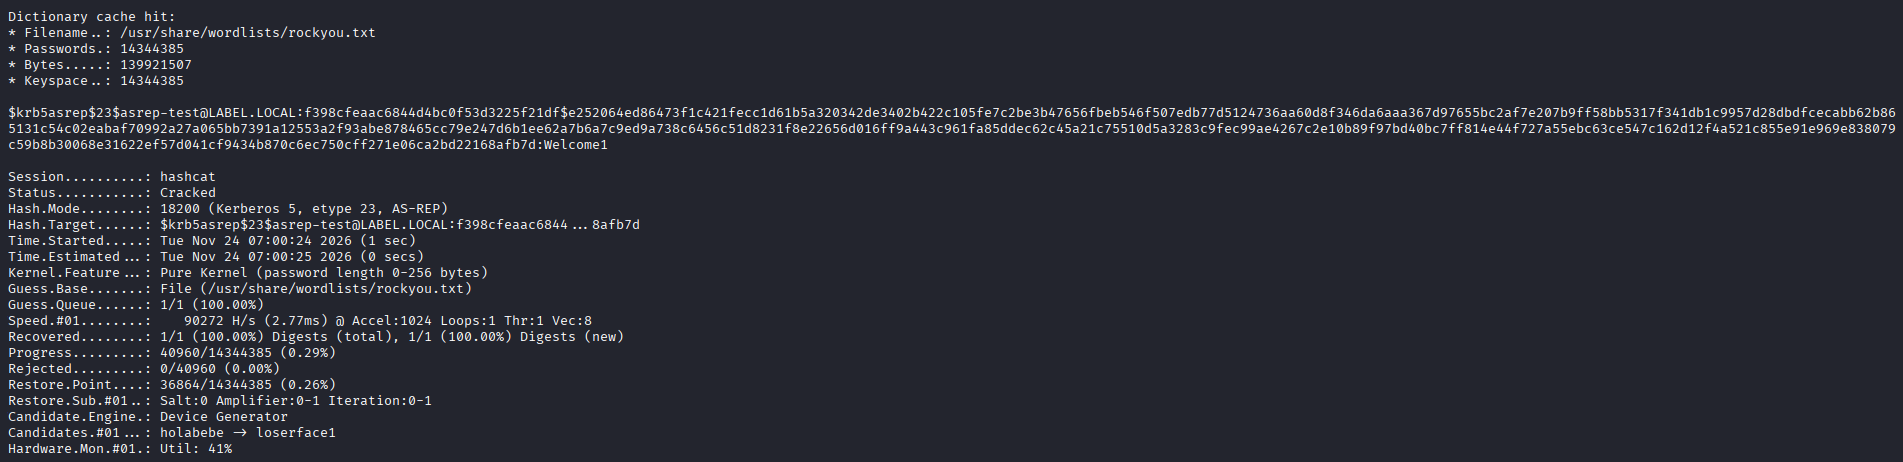 Dictionary cache hit:
* Filename..: /usr/share/wordlists/rockyou.txt
* Passwords.: 14344385
* Bytes.....: 139921507
* Keyspace..: 14344385
$krb5asrep$23$asrep-test@LABEL.LOCAL:f398cfeaac6844d4bc0f53d3225f21df$e252064ed86473f1c421fecc1d61b5a320342de3402b422c105fe7c2be3b47656fbeb546f507edb77d5124736aa60d8f346da6aaa367d97655bc2af7e207b9ff58bb5317f341db1c9957d28dbdfcecabb62b86
5131c54c02eabaf70992a27a065bb7391a12553a2f93abe878465cc79e247d6b1ee62a7b6a7c9ed9a738c6456c51d8231f8e22656d016ff9a443c961fa85ddec62c45a21c75510d5a3283c9fec99ae4267c2e10b89f97bd40bc7ff814e44f727a55ebc63ce547c162d12f4a521c855e91e969e838079
c59b8b30068e31622ef57d041cf9434b870c6ec750cff271e06ca2bd22168afb7d:Welcome1
Session..........: hashcat
Status...........: Cracked
Hash.Mode........: 18200 (Kerberos 5, etype 23, AS-REP)
Hash.Target......: $krb5asrep$23$asrep-test@LABEL.LOCAL:f398cfeaac6844...8afb7d
Time.Started.....: Tue Nov 24 07:00:24 2026 (1 sec)
Time.Estimated...: Tue Nov 24 07:00:25 2026 (0 secs)
Kernel.Feature...: Pure Kernel (password length 0-256 bytes)
Guess.Base.......: File (/usr/share/wordlists/rockyou.txt)
Guess.Queue......: 1/1 (100.00%)
Speed.#01........:    90272 H/s (2.77ms) @ Accel:1024 Loops:1 Thr:1 Vec:8
Recovered........: 1/1 (100.00%) Digests (total), 1/1 (100.00%) Digests (new)
Progress.........: 40960/14344385 (0.29%)
Rejected.........: 0/40960 (0.00%)
Restore.Point....: 36864/14344385 (0.26%)
Restore.Sub.#01..: Salt:0 Amplifier:0-1 Iteration:0-1
Candidate.Engine.: Device Generator
Candidates.#01...: holabebe -> loserface1
Hardware.Mon.#01.: Util: 41%